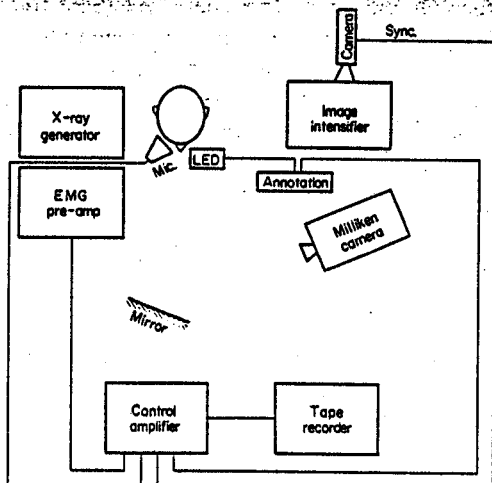 Camera
Sync.
X-ray
generator
Image
intensifier
Mic.
LED
Annotation
EMG
pre-amp
Milliken
camera
Mirror
Control
amplifier
Tape
recorder